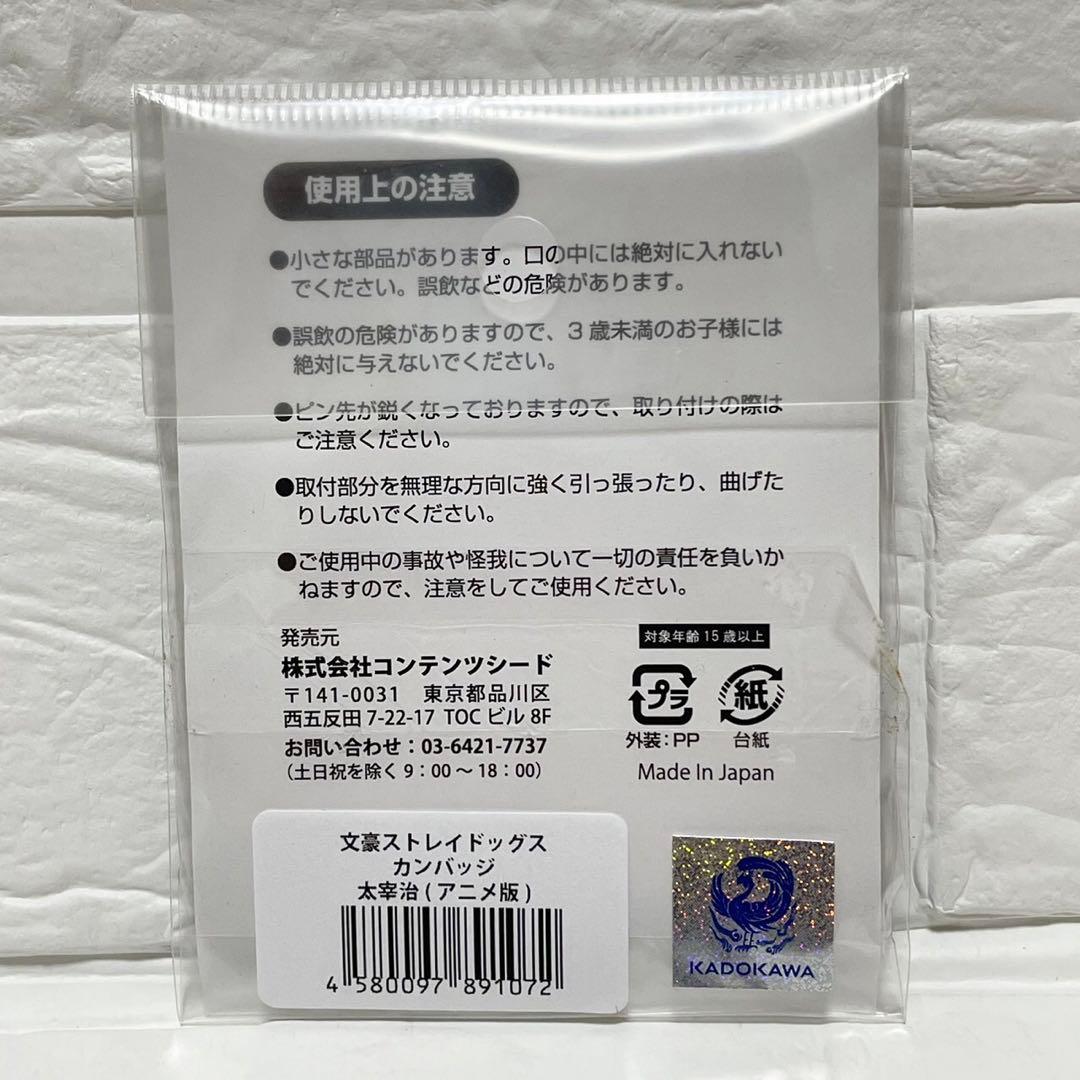 使用上の注意
●小さな部品があります。口の中には絶対に入れない
でください。誤飲などの危険があります。
●誤飲の危険がありますので、3歳未満のお子様には
絶対に与えないでください。
●ピン先が鋭くなっておりますので、取り付けの際は
ご注意ください。
●取付部分を無理な方向に強く引っ張ったり、曲げた
りしないでください。
●ご使用中の事故や怪我について一切の責任を負いか
ねますので、注意をしてご使用ください。
発売元
株式会社コンテンツシード
〒141-0031 東京都品川区
西五反田7-22-17 TOCビル 8F
お問い合わせ：03-6421-7737
（土日祝を除く9：00～18：00）
対象年齢15歳以上
プラ 紙
外装：PP 台紙
Made In Japan
文豪ストレイドッグス
カンバッジ
太宰治(アニメ版)
4 580097 891072
KADOKAWA